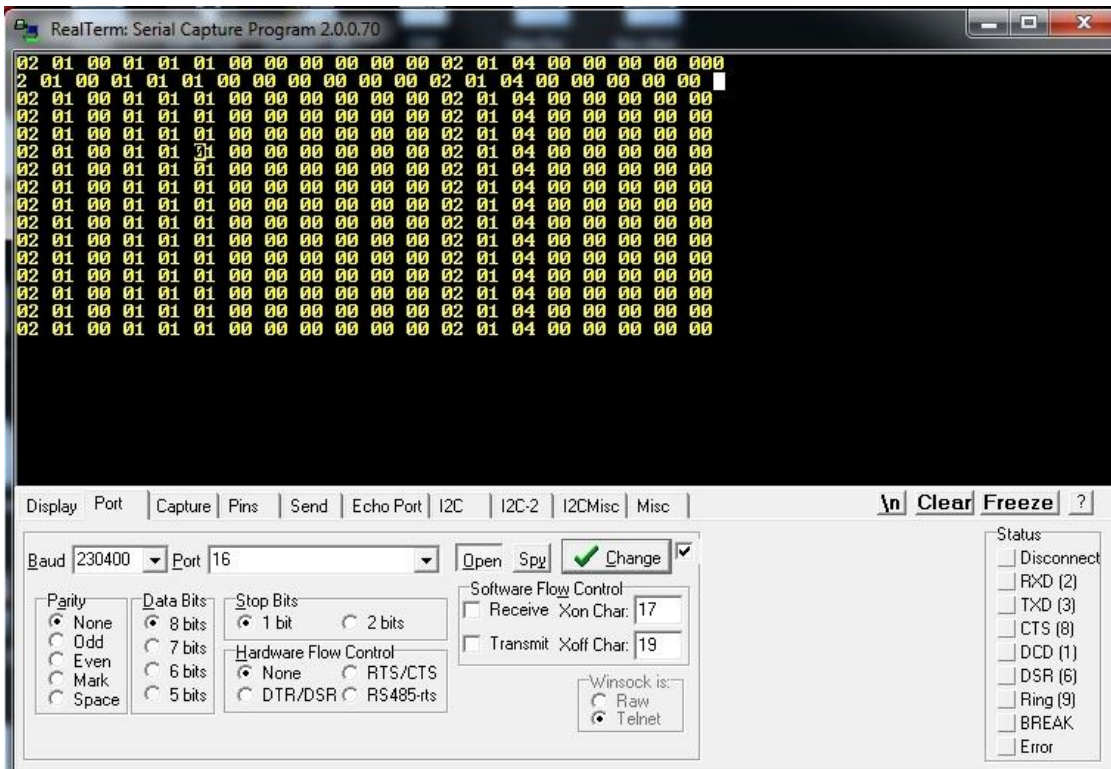 RealTerm: Serial Capture Program 2.0.0.70
02 01 00 01 01 01 00 00 00 00 00 00 02 01 04 00 00 00 00 000
2 01 00 01 01 01 00 00 00 00 00 00 02 01 04 00 00 00 00 00
02 01 00 01 01 01 00 00 00 00 00 00 02 01 04 00 00 00 00 00
02 01 00 01 01 01 00 00 00 00 00 00 02 01 04 00 00 00 00 00
02 01 00 01 01 01 00 00 00 00 00 00 02 01 04 00 00 00 00 00
02 01 00 01 01 01 00 00 00 00 00 00 02 01 04 00 00 00 00 00
02 01 00 01 01 01 00 00 00 00 00 00 02 01 04 00 00 00 00 00
02 01 00 01 01 01 00 00 00 00 00 00 02 01 04 00 00 00 00 00
02 01 00 01 01 01 00 00 00 00 00 00 02 01 04 00 00 00 00 00
02 01 00 01 01 01 00 00 00 00 00 00 02 01 04 00 00 00 00 00
02 01 00 01 01 01 00 00 00 00 00 00 02 01 04 00 00 00 00 00
02 01 00 01 01 01 00 00 00 00 00 00 02 01 04 00 00 00 00 00
02 01 00 01 01 01 00 00 00 00 00 00 02 01 04 00 00 00 00 00
02 01 00 01 01 01 00 00 00 00 00 00 02 01 04 00 00 00 00 00
02 01 00 01 01 01 00 00 00 00 00 00 02 01 04 00 00 00 00 00
02 01 00 01 01 01 00 00 00 00 00 00 02 01 04 00 00 00 00 00
Display Port Capture Pins Send Echo Port I2C I2C-2 I2CMisc Misc \n Clear Freeze ?
Baud 230400 Port 16 Open Spy Change
Parity
None
Odd
Even
Mark
Space
Data Bits
8 bits
7 bits
6 bits
5 bits
Stop Bits
1 bit 2 bits
Hardware Flow Control
None RTS/CTS
DTR/DSR RS485-rts
Software Flow Control
Receive Xon Char: 17
Transmit Xoff Char: 19
Winsock is:
Raw
Telnet
Status
Disconnect
RXD (2)
TXD (3)
CTS (8)
DCD (1)
DSR (6)
Ring (9)
BREAK
Error